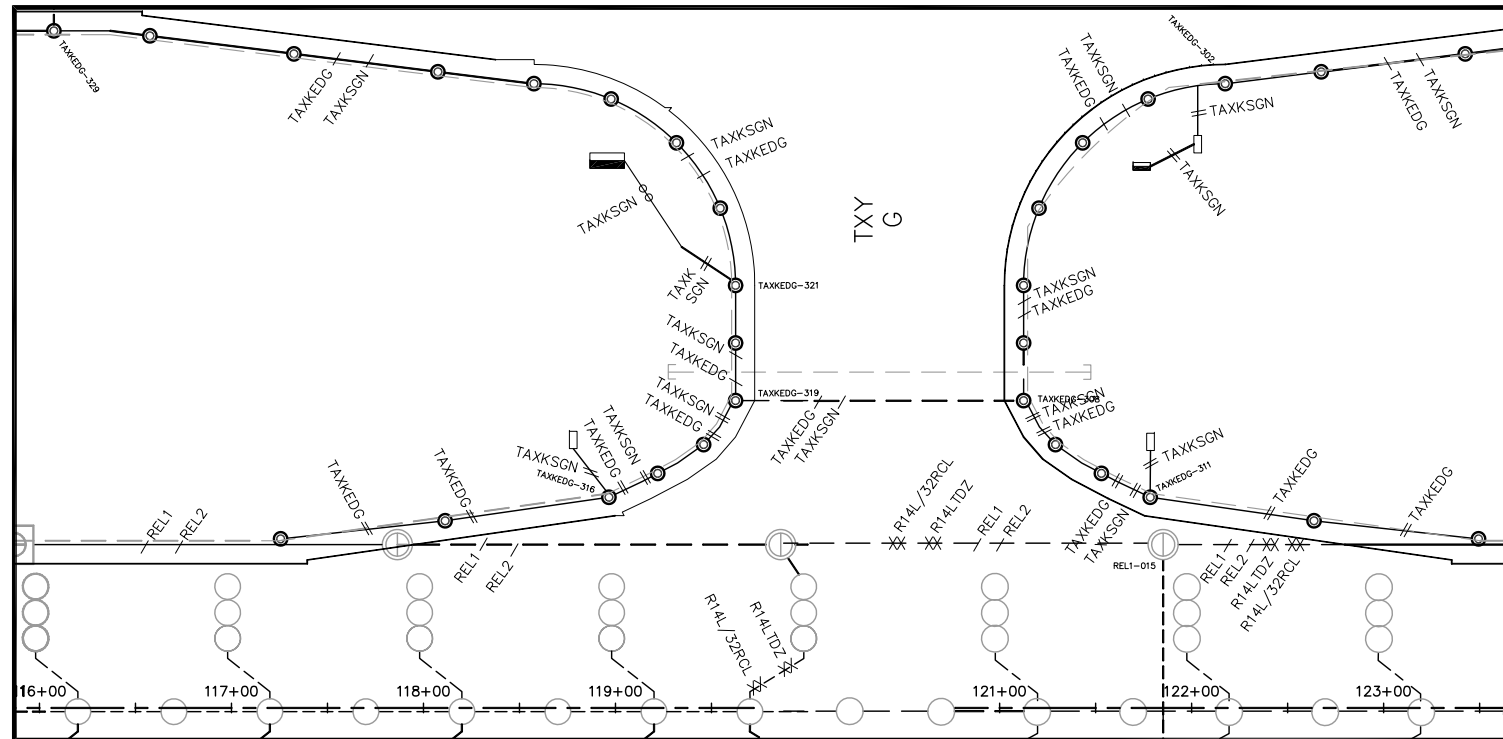 TAXKEDG-329
TAXKEDG
TAXKSGN
TAXKSGN
TAXKEDG
TAXKSGN
TAXK
SGN
TAXKEDG-321
TAXKSGN
TAXKEDG
TAXKEDG-319
TAXKSGN
TAXKEDG
TAXKSGN
TAXKEDG
TAXKSGN
TAXKEDG-316
TAXKEDG
TAXKEDG
TXY
G
TAXKEDG
TAXKSGN
TAXKEDG-302
TAXKSGN
TAXKEDG
TAXKSGN
TAXKSGN
TAXKEDG
TAXKSGN
TAXKSGN
TAXKEDG
TAXKSGN
TAXKEDG
TAXKSGN
TAXKEDG-311
TAXKEDG
TAXKSGN
TAXKEDG
TAXKEDG
REL1
REL2
REL1
REL2
R14L/32RCL
R14LTDZ
REL1
REL2
REL1-015
REL1
REL2
R14LTDZ
R14L/32RCL
R14L/32RCL
R14LTDZ
116+00
117+00
118+00
119+00
121+00
122+00
123+00